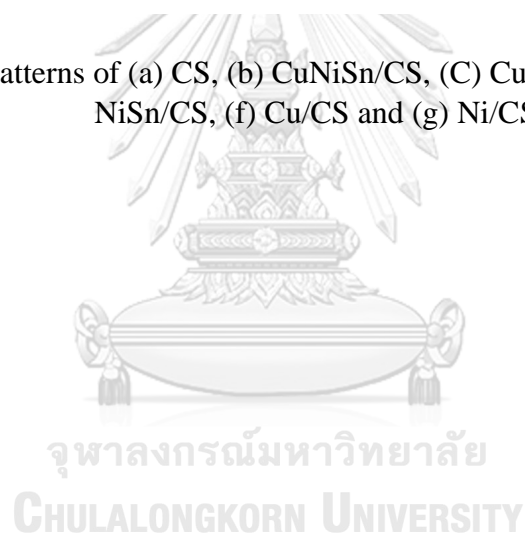 atterns of (a) CS, (b) CuNiSn/CS, (C) Cu
NiSn/CS, (f) Cu/CS and (g) Ni/CS
จุฬาลงกรณ์มหาวิทยาลัย
CHULALONGKORN UNIVERSITY